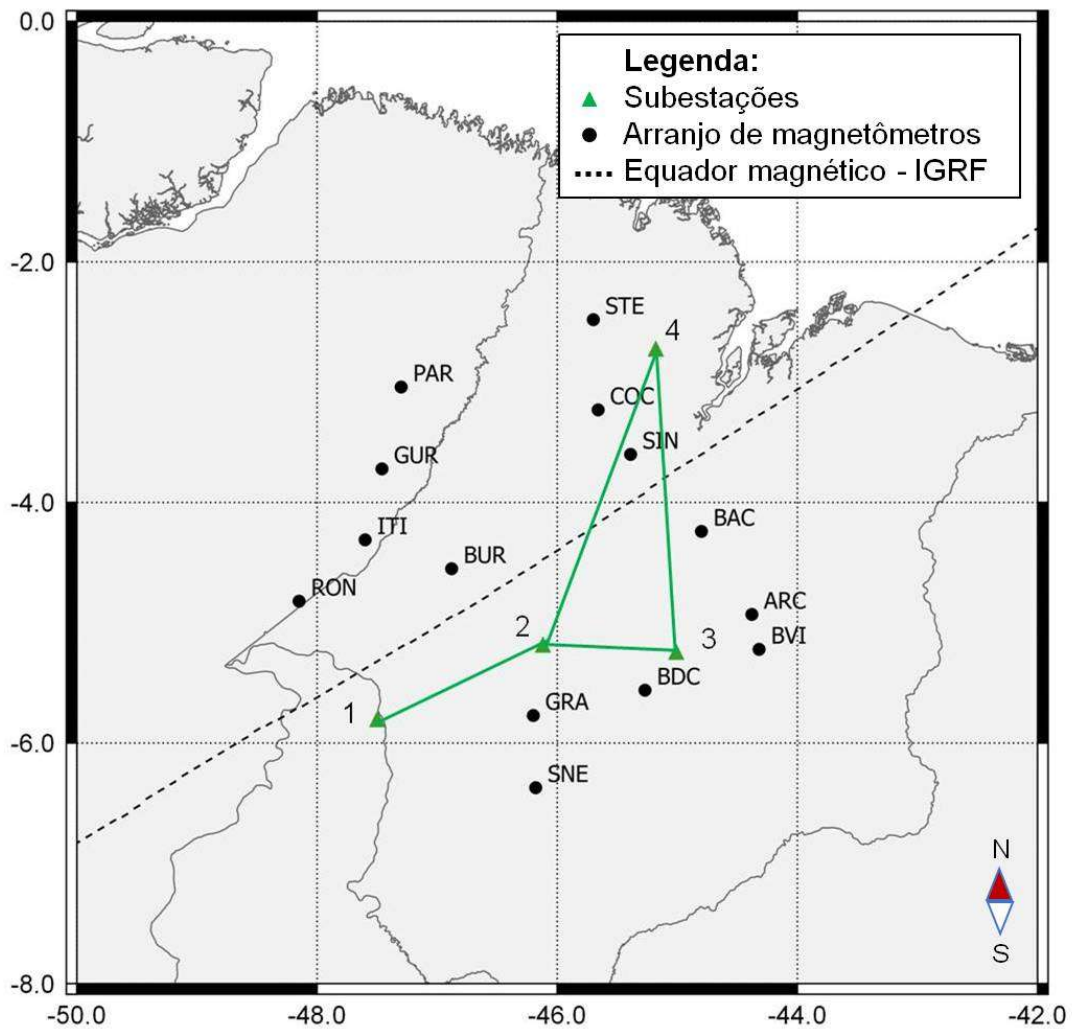 0.0
Legenda:
Subestações
Arranjo de magnetômetros
Equador magnético - IGRF
-2.0
STE
4
PAR
COC
SIN
GUR
-4.0
BAC
ITI
BUR
RON
ARC
2
3
BVI
BDC
GRA
1
-6.0
SNE
N
S
-8.0
-50.0 -48.0 -46.0 -44.0 -42.0